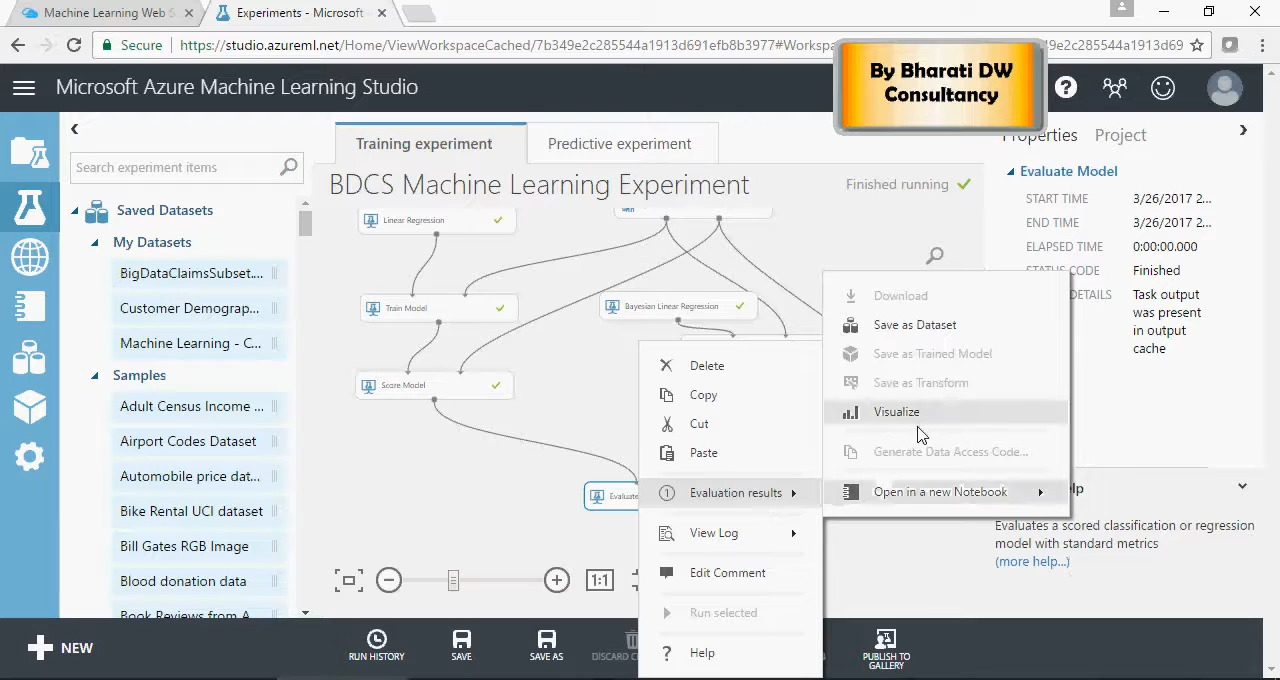 Machine Learning Web S
Experiments - Microsoft
Secure
https://studio.azureml.net/Home/ViewWorkspaceCached/7b349e2c285544a1913d691efb8b3977#Workspa
9e2c285544a1913d69
Microsoft Azure Machine Learning Studio
By Bharati DW
Consultancy
Search experiment items
Saved Datasets
My Datasets
BigDataClaimsSubset....
Customer Demograp...
Machine Learning - C...
Samples
Adult Census Income ...
Airport Codes Dataset
Automobile price dat...
Bike Rental UCI dataset
Bill Gates RGB Image
Blood donation data
Book Reviews from A
Training experiment
Predictive experiment
BDCS Machine Learning Experiment
Finished running
Linear Regression
Train Model
Bayesian Linear Regression
Score Model
Evaluate
1:1
Delete
Copy
Cut
Paste
1
Evaluation results
View Log
Edit Comment
Run selected
Help
Download
Save as Dataset
Save as Trained Model
Save as Transform
Visualize
Generate Data Access Code...
Open in a new Notebook
Properties
Project
Evaluate Model
START TIME 3/26/2017 2...
END TIME 3/26/2017 2...
ELAPSED TIME 0:00:00.000
STATUS CODE Finished
DETAILS Task output
was present
in output
cache
Evaluates a scored classification or regression
model with standard metrics
(more help...)
NEW
RUN HISTORY
SAVE
SAVE AS
DISCARD C
PUBLISH TO
GALLERY